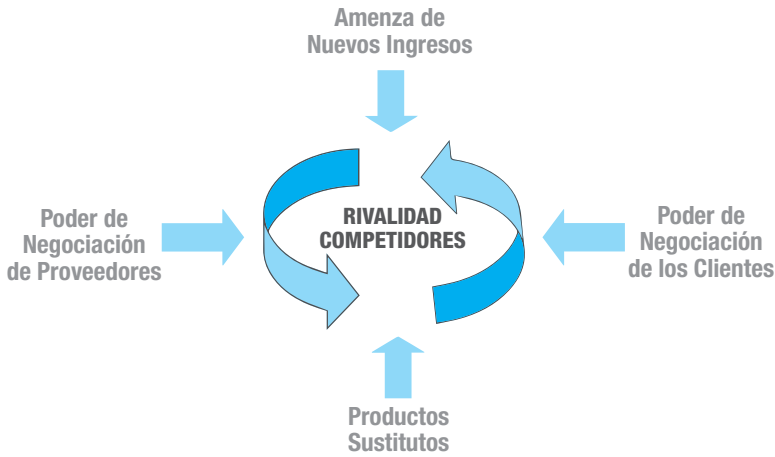 Amenza de
Nuevos Ingresos
Poder de
Negociación
de Proveedores
RIVALIDAD
COMPETIDORES
Poder de
Negociación
de los Clientes
Productos
Sustitutos